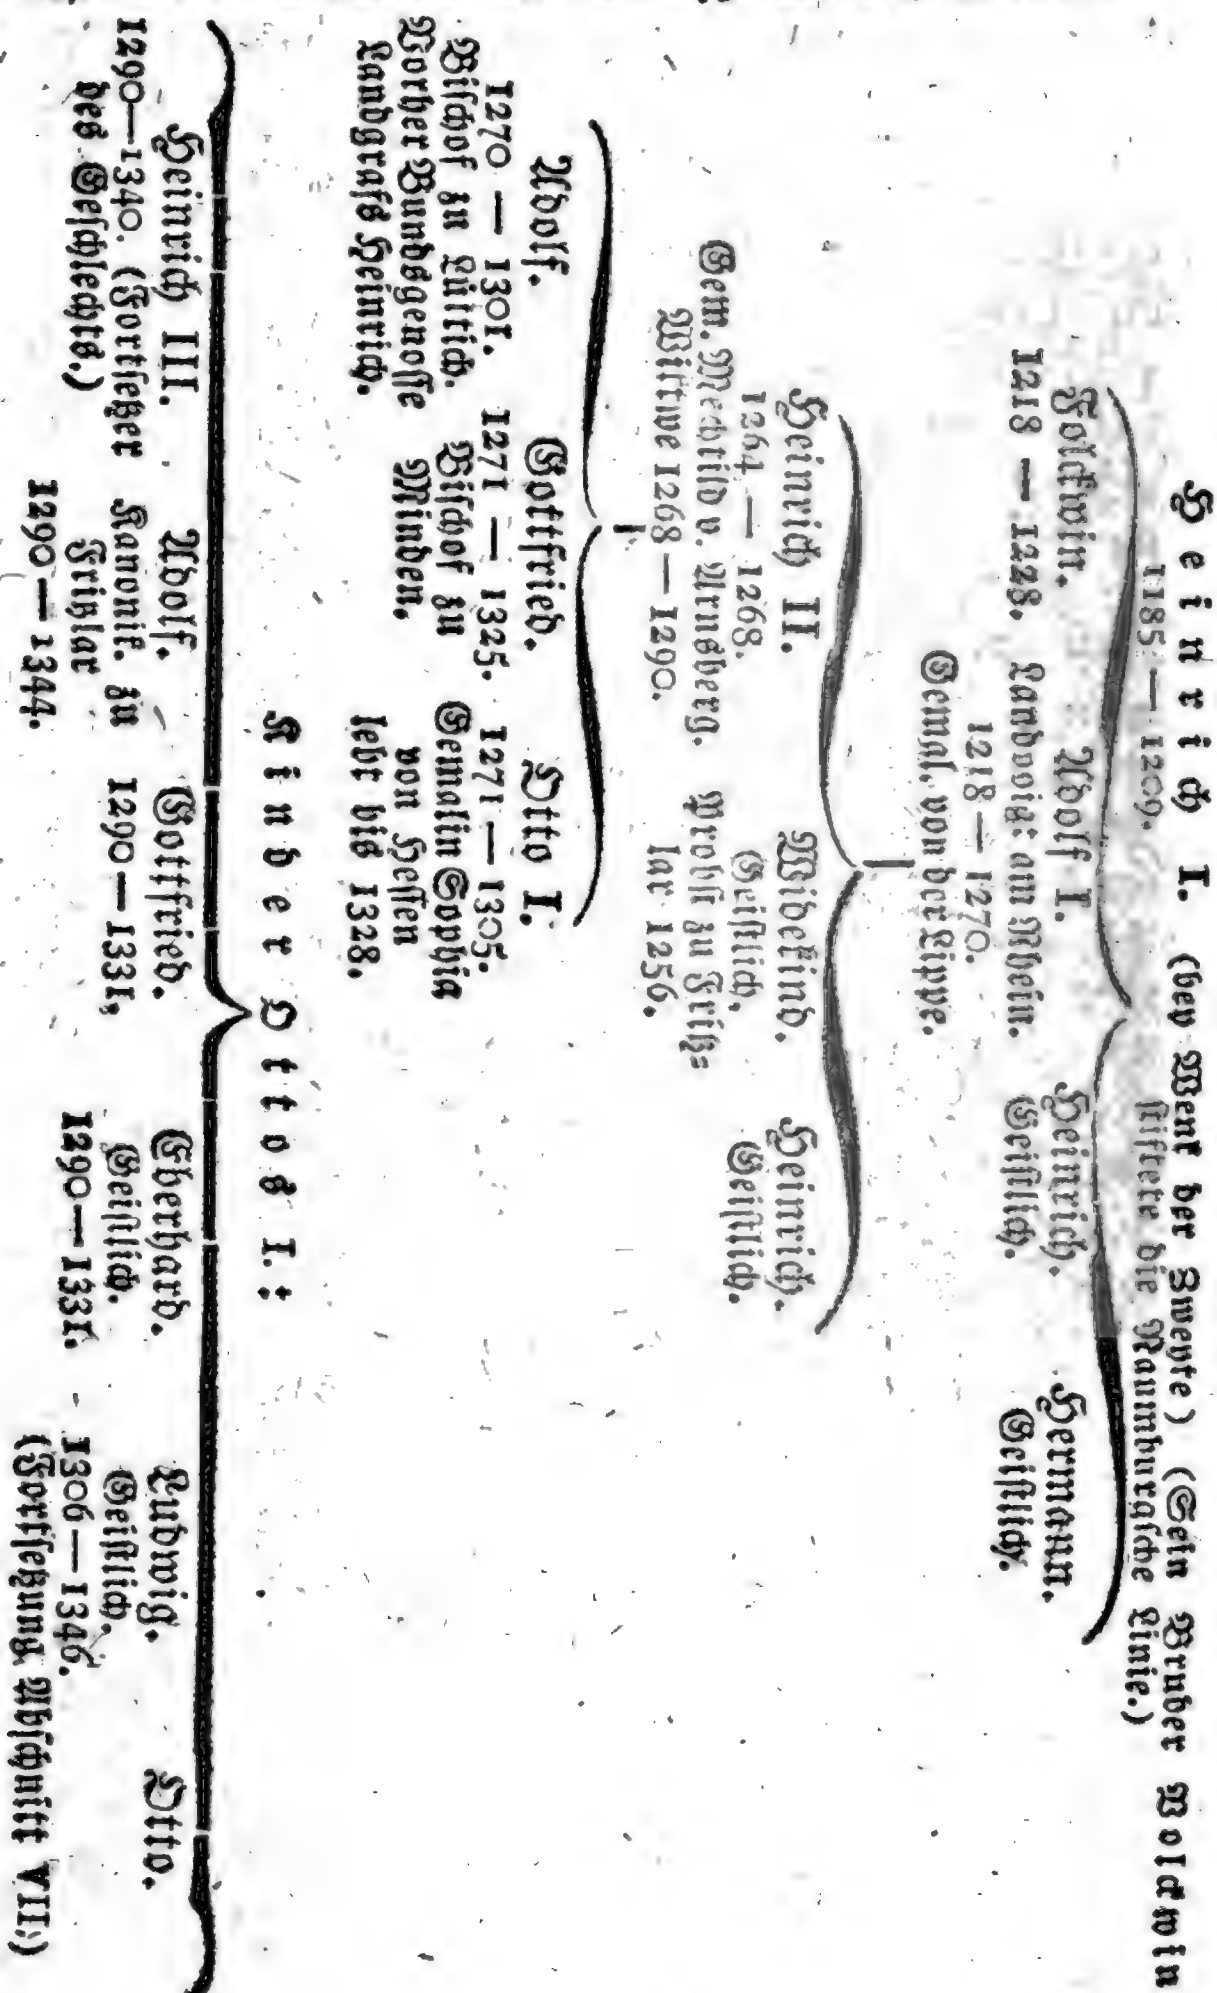 Heinrich I. (bey Wenk der Zweyte) (Sein Bruder Volckwin
1185 — 1209. stiftete die Naumburgsche Linie.)
Volckwin.
1218 — 1228.
Adolf I.
Landvoigt am Rhein.
1218 — 1270.
Gemal. von der Lippe.
Heinrich.
Geistlich.
Hermann.
Geistlich.
Heinrich II.
1264 — 1268.
Gem. Mechtild v. Arnsberg.
Wittwe 1268 — 1290.
Widekind.
Geistlich.
Probst zu Fritz-
lar 1256.
Heinrich.
Geistlich.
Adolf.
1270 — 1301.
Bischof zu Lüttich.
Vorher Bundsgenosse
Landgrafs Heinrich.
Gottfried.
1271 — 1325.
Bischof zu
Minden.
Otto I.
1271 — 1305.
Gemalin Sophia
von Hessen
lebt bis 1328.
Kinder Ottos I.:
Heinrich III.
1290—1340. (Fortsetzer
des Geschlechts.)
Adolf.
Kanonik. zu
Frizlar
1290—1344.
Gottfried.
1290 — 1331,
Eberhard.
Geistlich.
1290—1331.
Ludwig.
Geistlich.
1306—1346.
Otto.
(Fortsetzung Abschnitt VII.)